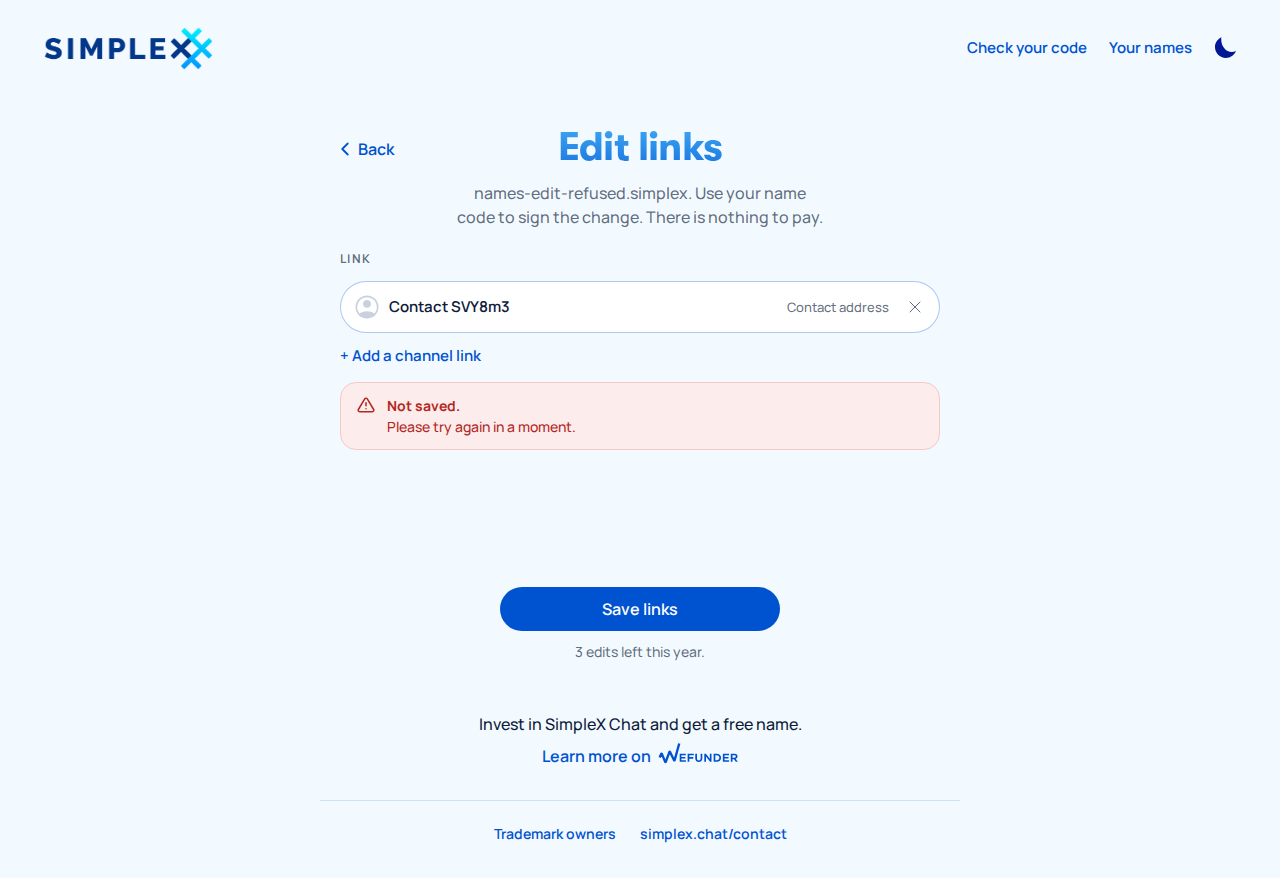 SIMPLEX
Check your code
Your names
Back
Edit links
names-edit-refused.simplex. Use your name
code to sign the change. There is nothing to pay.
LINK
Contact SVY8m3
Contact address
+ Add a channel link
Not saved.
Please try again in a moment.
Save links
3 edits left this year.
Invest in SimpleX Chat and get a free name.
Learn more on WEFUNDER
Trademark owners
simplex.chat/contact